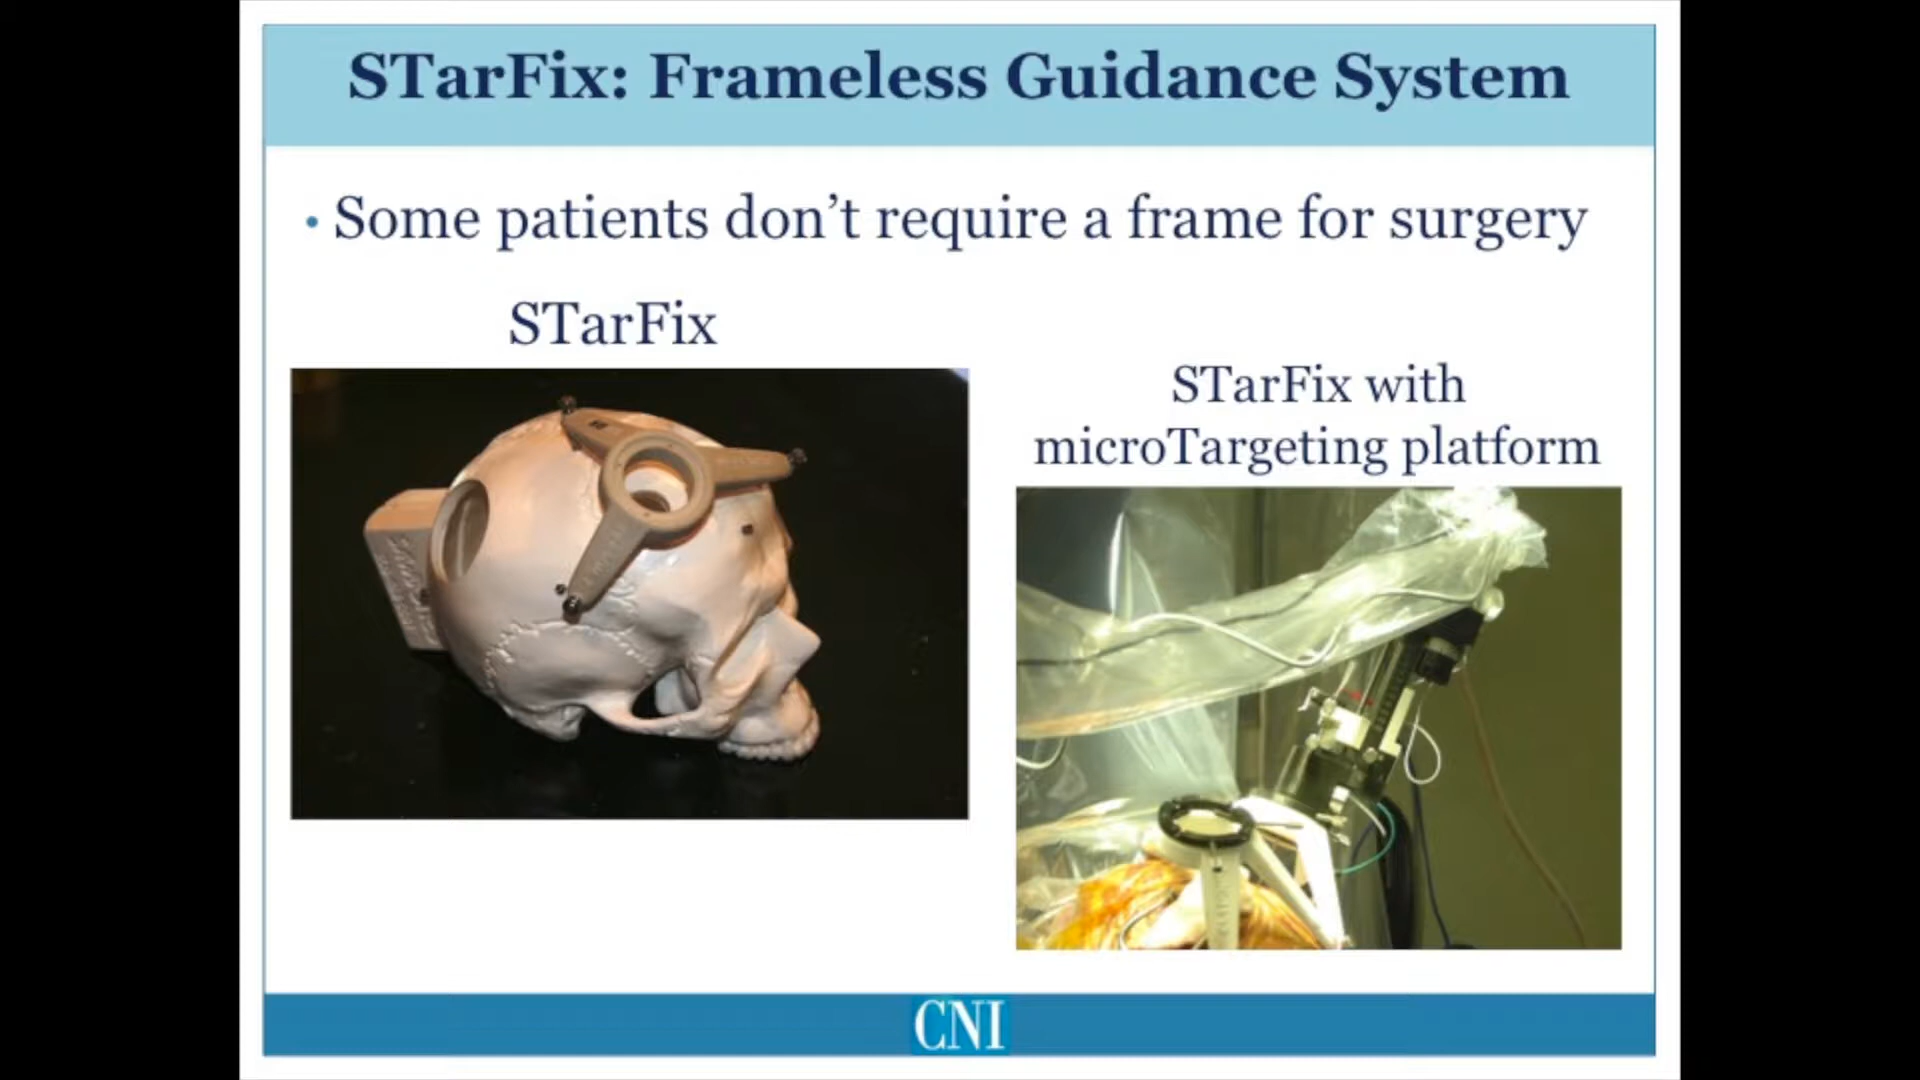 STarFix: Frameless Guidance System
• Some patients don’t require a frame for surgery
STarFix
STarFix with
microTargeting platform
CNI